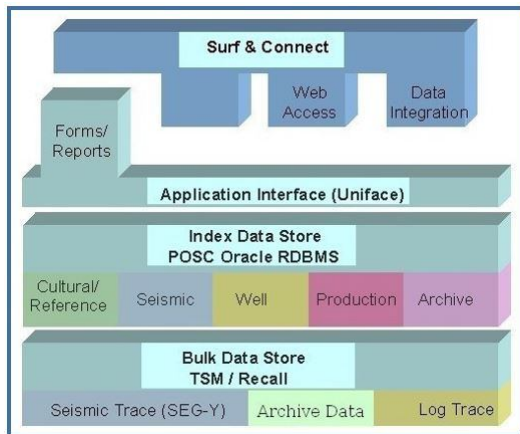 Surf & Connect
Web
Access
Data
Integration
Forms/
Reports
Application Interface (Uniface)
Index Data Store
POSC Oracle RDBMS
Cultural/
Reference
Seismic
Well
Production
Archive
Bulk Data Store
TSM / Recall
Seismic Trace (SEG-Y)
Archive Data
Log Trace